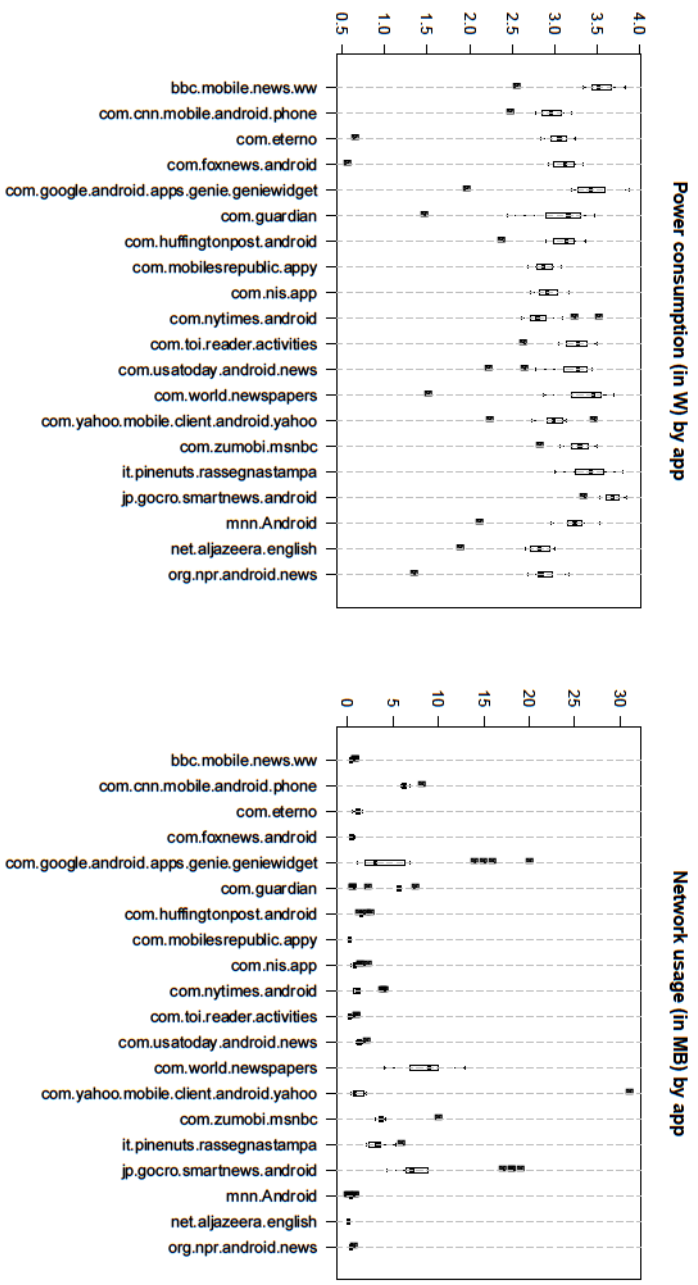 Power consumption (in W) by app
0.5 1.0 1.5 2.0 2.5 3.0 3.5 4.0
bbc.mobile.news.ww
com.cnn.mobile.android.phone
com.eterno
com.foxnews.android
com.google.android.apps.genie.geniewidget
com.guardian
com.huffingtonpost.android
com.mobilesrepublic.appy
com.nis.app
com.nytimes.android
com.toi.reader.activities
com.usatoday.android.news
com.world.newspapers
com.yahoo.mobile.client.android.yahoo
com.zumobi.msnbc
it.pinenuts.rassegnastampa
jp.gocro.smartnews.android
mnn.Android
net.aljazeera.english
org.npr.android.news
Network usage (in MB) by app
0 5 10 15 20 25 30
bbc.mobile.news.ww
com.cnn.mobile.android.phone
com.eterno
com.foxnews.android
com.google.android.apps.genie.geniewidget
com.guardian
com.huffingtonpost.android
com.mobilesrepublic.appy
com.nis.app
com.nytimes.android
com.toi.reader.activities
com.usatoday.android.news
com.world.newspapers
com.yahoo.mobile.client.android.yahoo
com.zumobi.msnbc
it.pinenuts.rassegnastampa
jp.gocro.smartnews.android
mnn.Android
net.aljazeera.english
org.npr.android.news